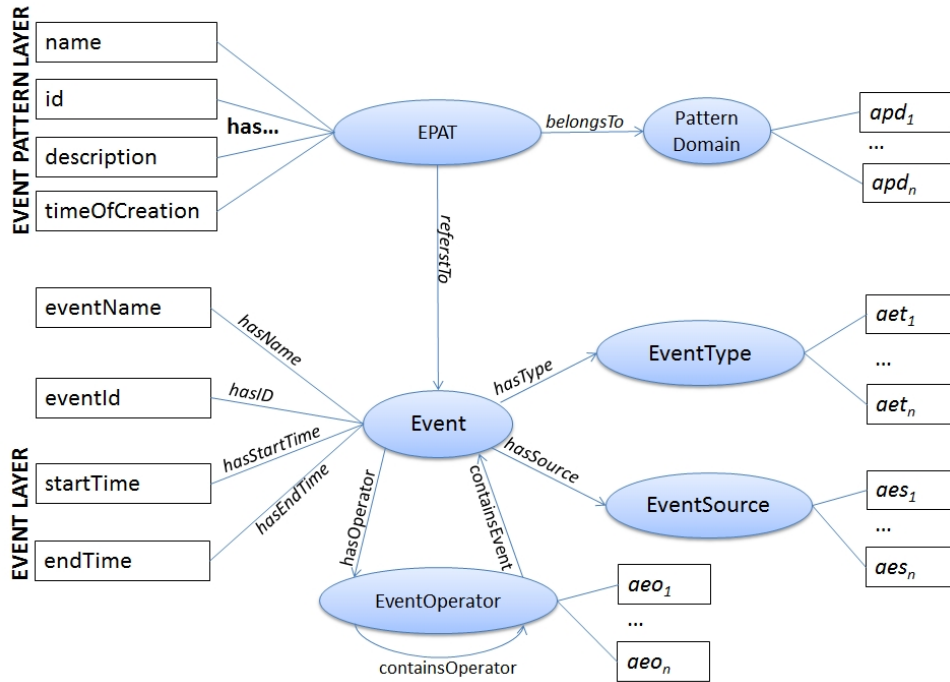 EVENT PATTERN LAYER
name
id
has...
description
timeOfCreation
EPAT
belongsTo
Pattern
Domain
apd1
...
apdn
referstTo
EVENT LAYER
eventName
hasName
eventId
hasID
startTime
hasStartTime
endTime
hasEndTime
Event
hasType
EventType
aet1
...
aetn
hasSource
EventSource
aes1
...
aesn
hasOperator
containsEvent
EventOperator
containsOperator
aeo1
...
aeon